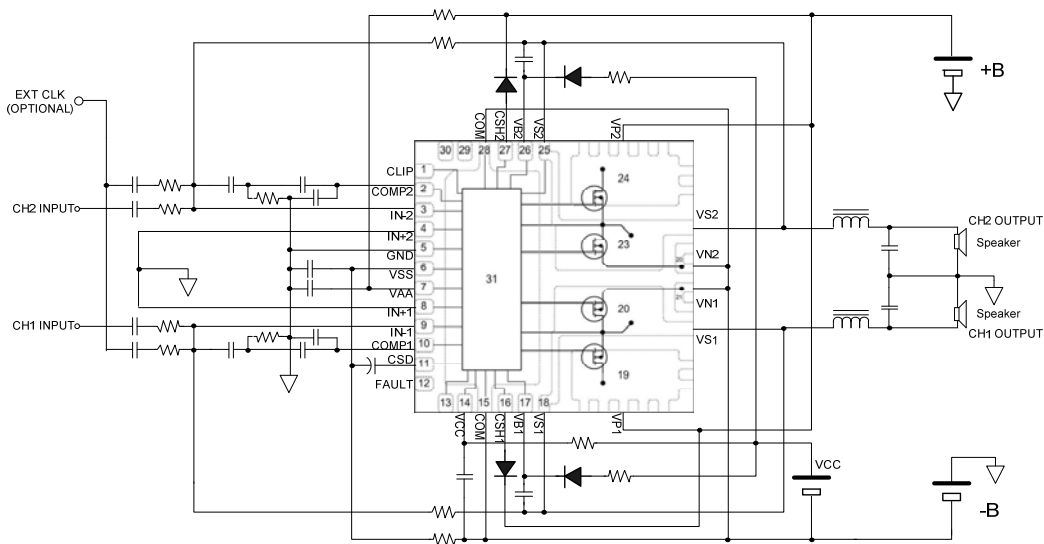 +B
EXT CLK
(OPTIONAL)
COM
CSH2
VB2
VS2
VP2
30
29
28
27
26
25
CLIP
1
24
COMP2
2
CH2 INPUT
IN-2
3
VS2
CH2 OUTPUT
IN+2
4
23
Speaker
GND
5
VN2
VSS
6
31
VAA
7
VN1
IN+1
8
20
Speaker
CH1 INPUT
IN-1
9
VS1
CH1 OUTPUT
COMP1
10
CSD
11
19
FAULT
12
13
14
15
16
17
18
VCC
COM
CSH1
VB1
VS1
VP1
VCC
-B